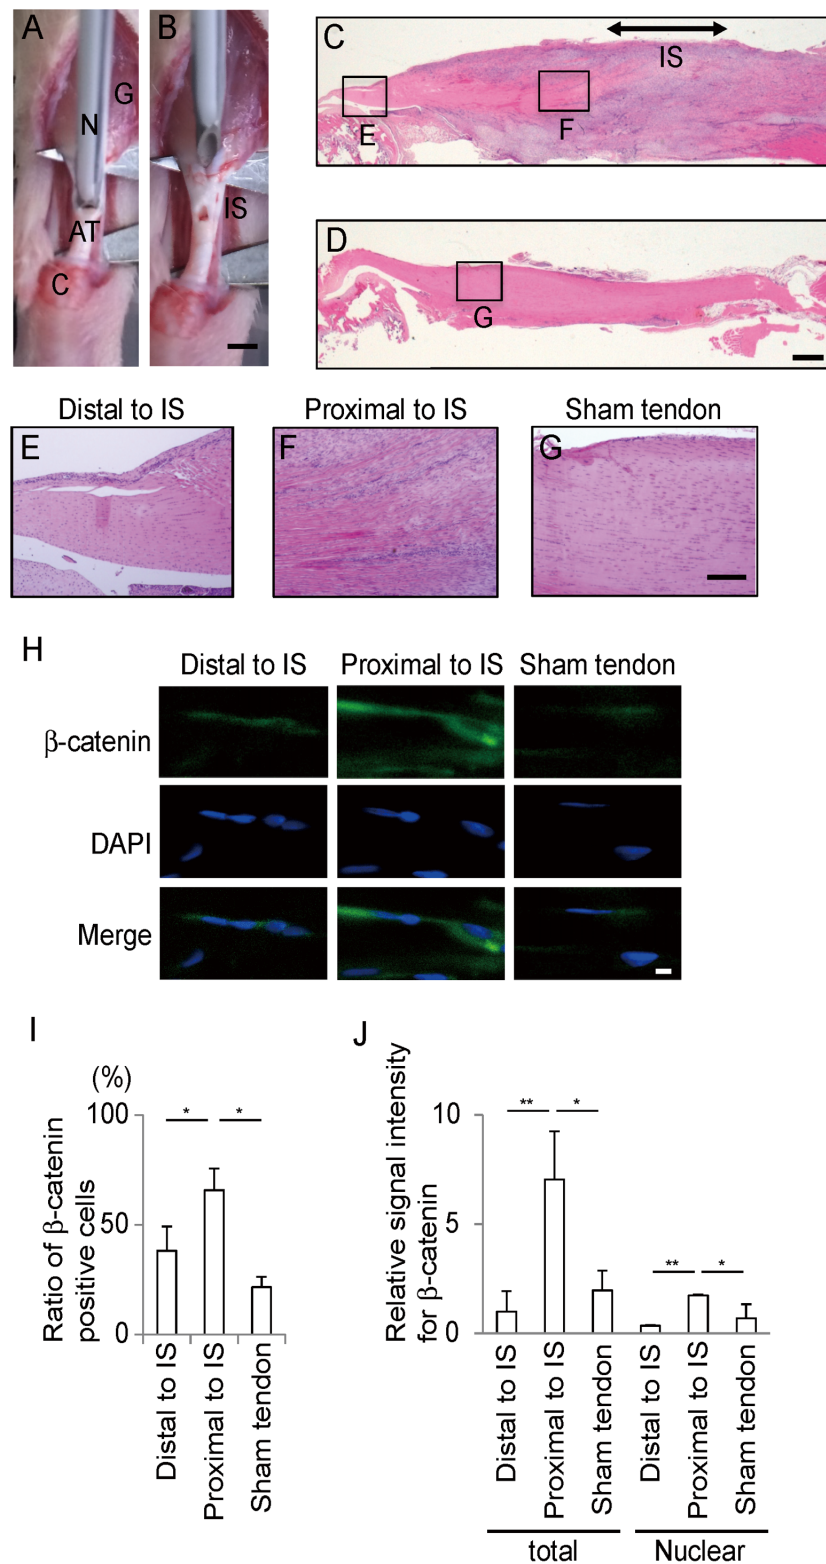 A
B
G
N
AT
C
IS
C
IS
E
F
D
G
Distal to IS
Proximal to IS
Sham tendon
E
F
G
H
Distal to IS
Proximal to IS
Sham tendon
β-catenin
DAPI
Merge
I
(%)
Ratio of β-catenin
positive cells
100
50
0
*
*
Distal to IS
Proximal to IS
Sham tendon
J
Relative signal intensity
for β-catenin
10
5
0
**
*
**
*
Distal to IS
Proximal to IS
Sham tendon
Distal to IS
Proximal to IS
Sham tendon
total
Nuclear